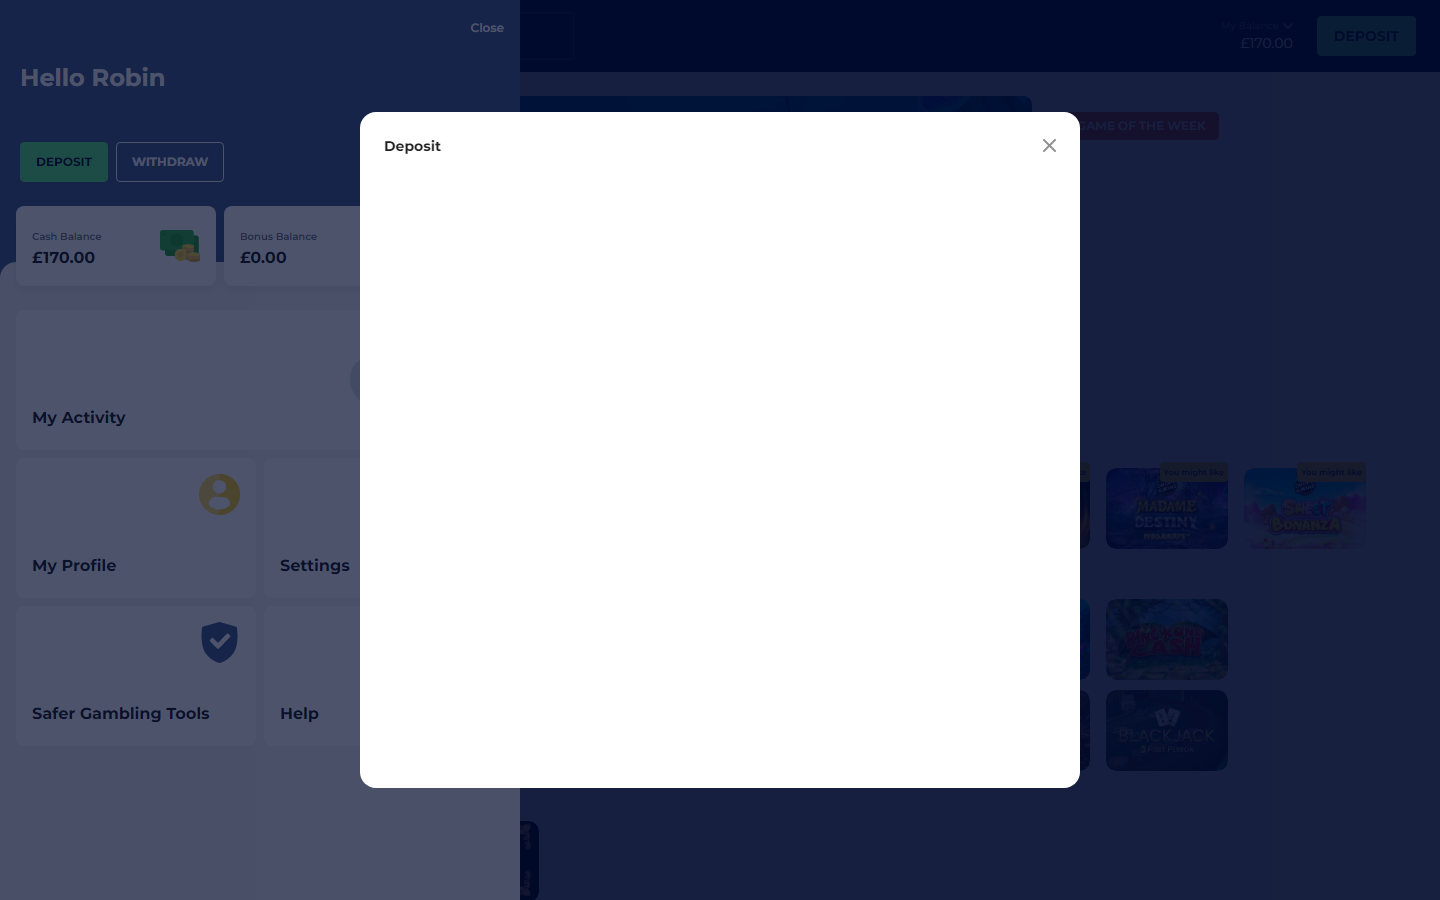 Close
My Balance
£170.00
DEPOSIT
Hello Robin
GAME OF THE WEEK
Deposit
DEPOSIT
WITHDRAW
Cash Balance
£170.00
Bonus Balance
£0.00
My Activity
You might like
You might like
MADAME
DESTINY
MEGAWAYS
SWEET
BONANZA
My Profile
Settings
Safer Gambling Tools
Help
BLACKJACK